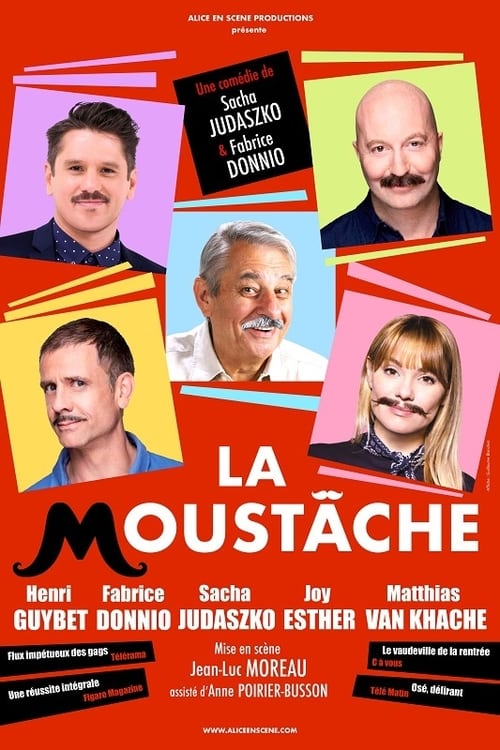 ALICE EN SCENE PRODUCTIONS
présente
Une comédie de
Sacha
JUDASZKO
& Fabrice
DONNIO
LA
MOUSTÃCHE
Henri GUYBET
Fabrice DONNIO
Sacha JUDASZKO
Joy ESTHER
Matthias VAN KHACHE
Mise en scène
Jean-Luc MOREAU
assisté d'Anne POIRIER-BUSSON
Flux impétueux des gags Télérama
Une réussite intégrale
Figaro Magazine
Le vaudeville de la rentrée
C à vous
Télé Matin Osé, délirant
WWW.ALICEENSCENE.COM